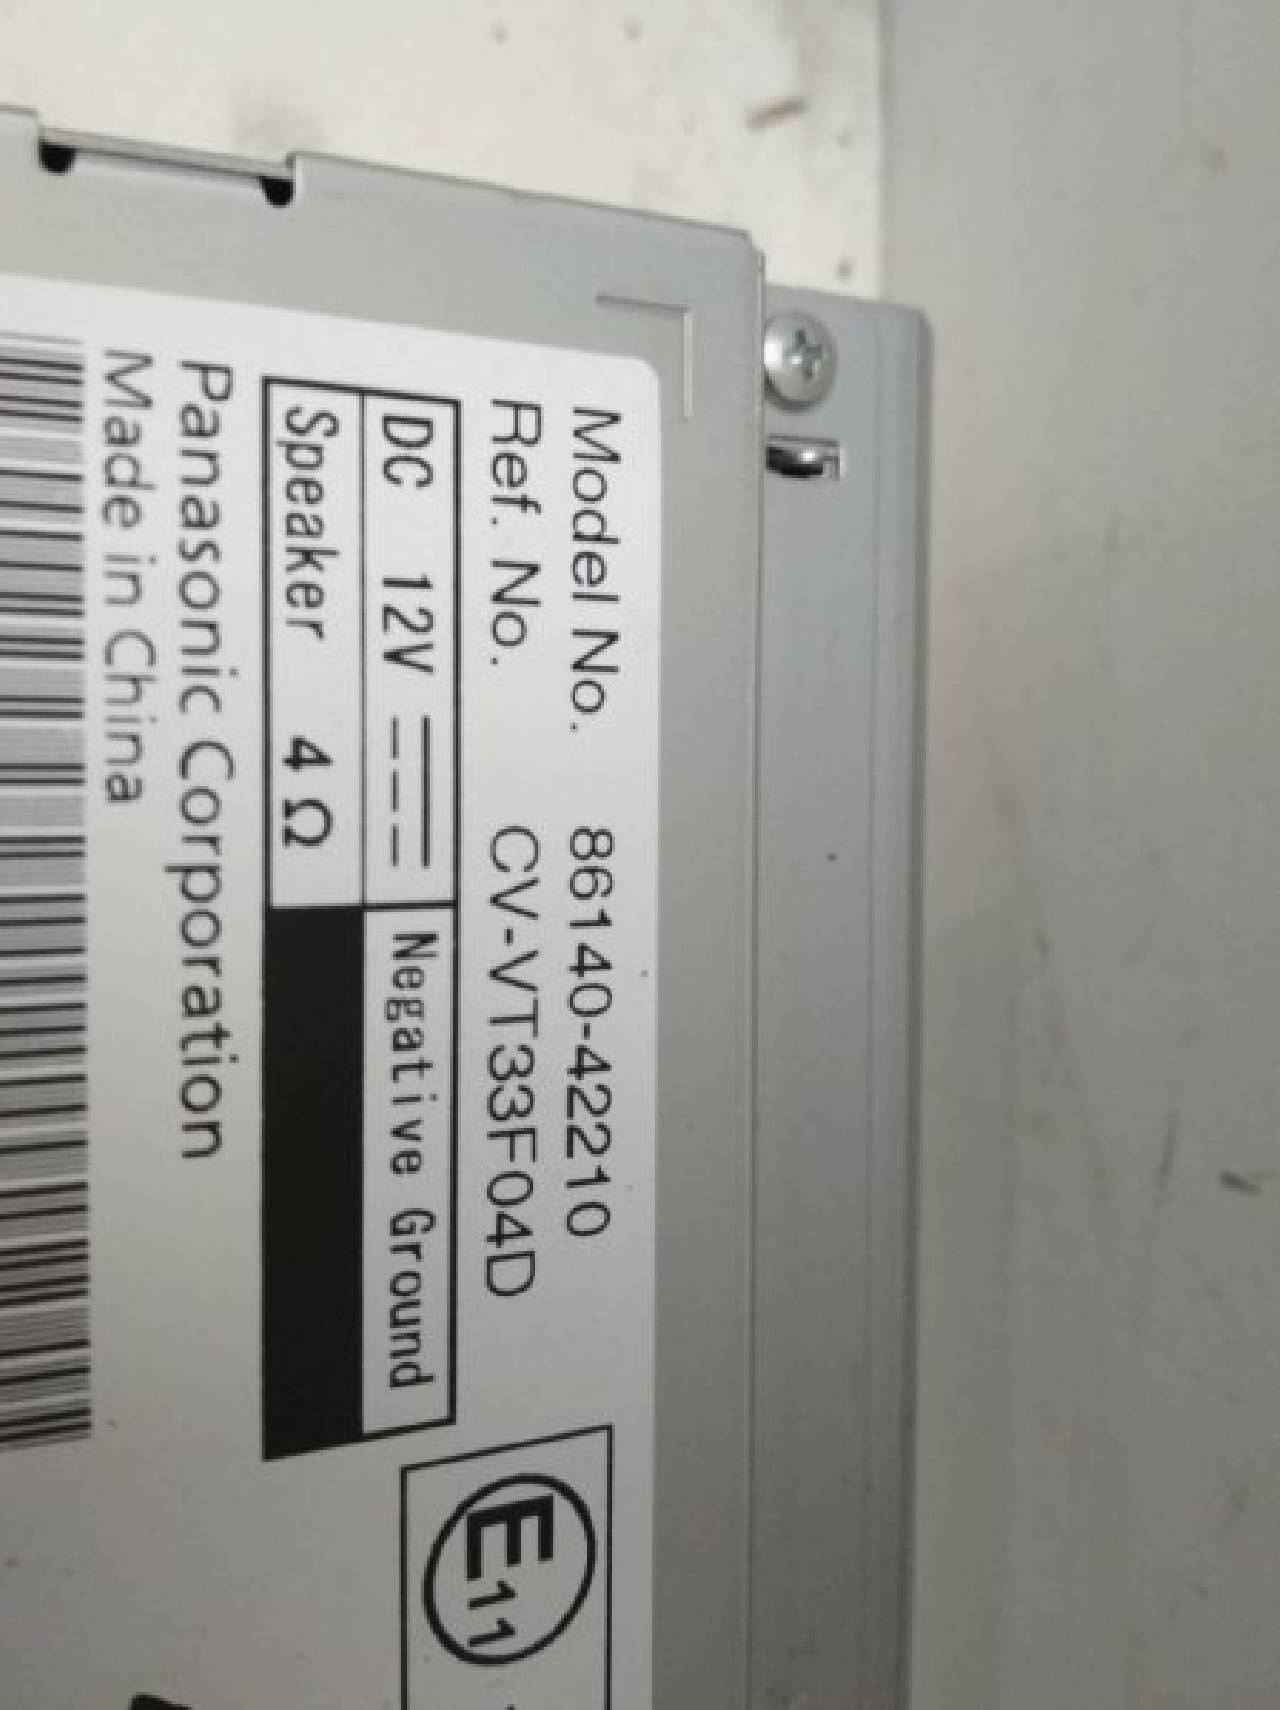 Model No. 86140-42210
Ref. No. CV-VT33F04D
DC 12V Negative Ground
Speaker 4 Ω
Panasonic Corporation
Made in China
E11